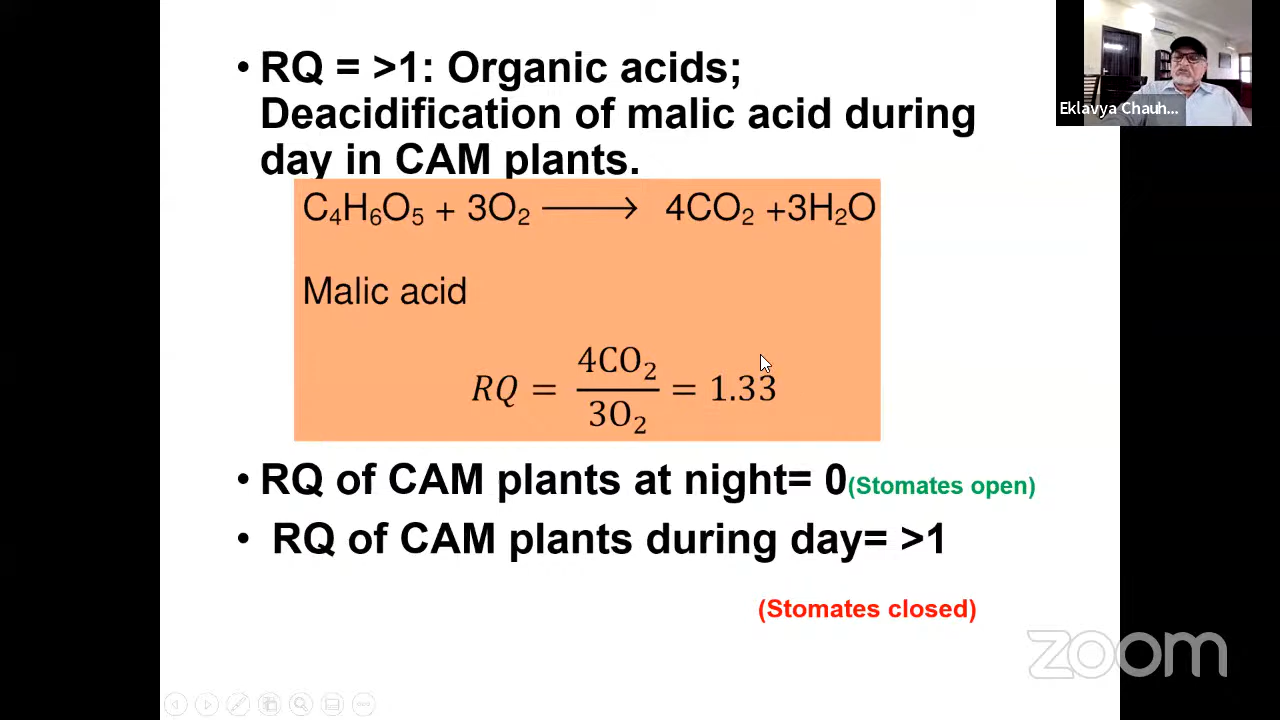 • RQ = >1: Organic acids;
Deacidification of malic acid during
day in CAM plants.
C₄H₆O₅ + 3O₂ ⟶ 4CO₂ +3H₂O
Malic acid
RQ = 4CO₂/3O₂ = 1.33
• RQ of CAM plants at night= 0(Stomates open)
• RQ of CAM plants during day= >1
(Stomates closed)
Eklavya Chauh...
zoom